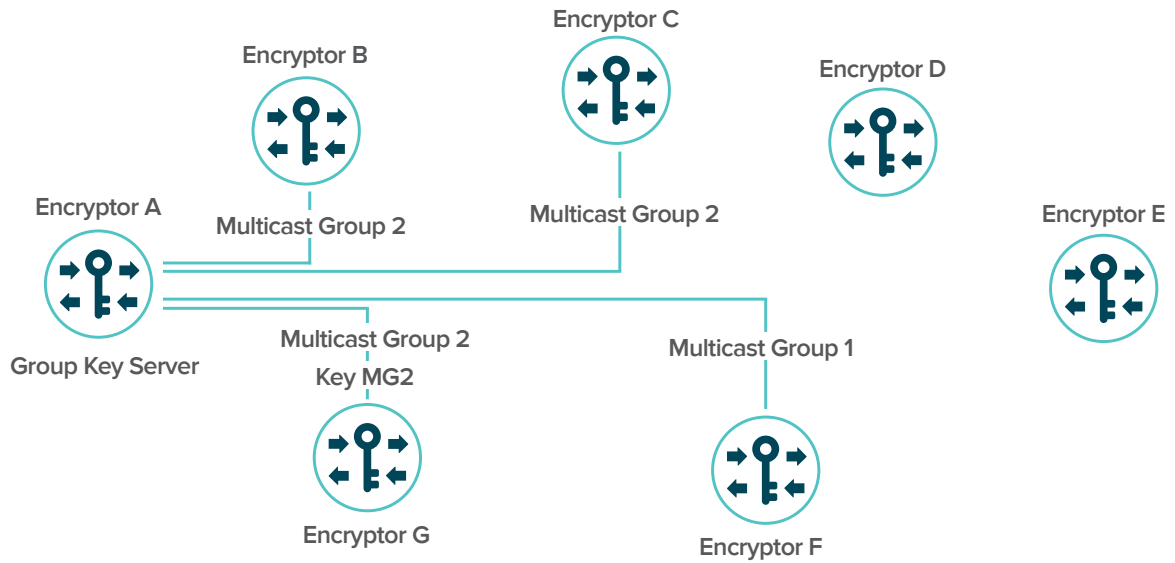 Encryptor C
Encryptor B
Encryptor D
Encryptor A
Multicast Group 2
Multicast Group 2
Encryptor E
Multicast Group 2
Key MG2
Multicast Group 1
Group Key Server
Encryptor G
Encryptor F